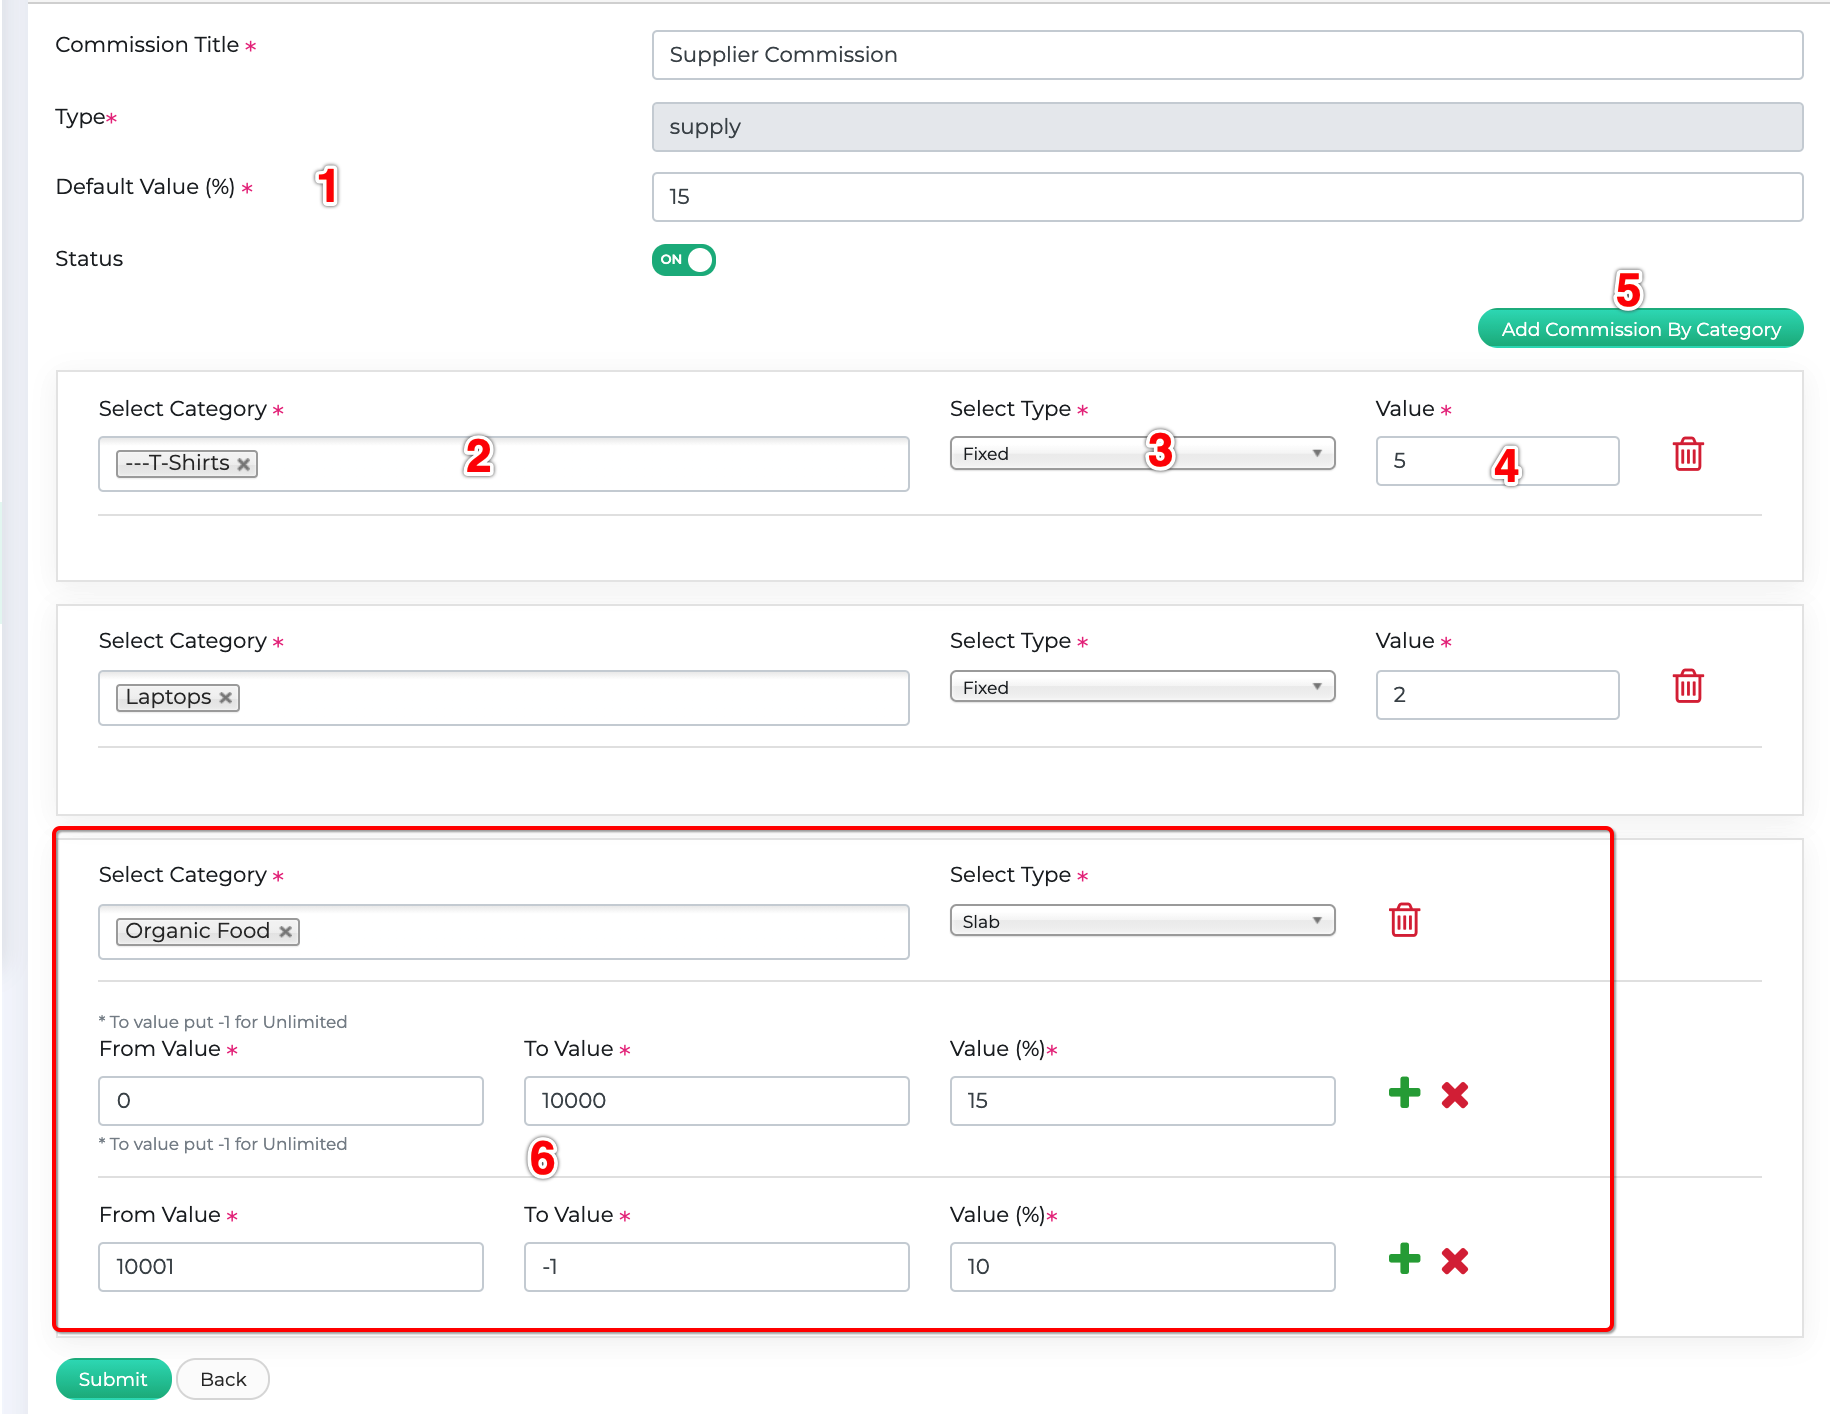 Commission Title *
Supplier Commission
Type*
supply
Default Value (%) *
1
15
Status
ON
5
Add Commission By Category
Select Category *
Select Type *
Value *
---T-Shirts ×
2
Fixed
3
5
4
Select Category *
Select Type *
Value *
Laptops ×
Fixed
2
Select Category *
Select Type *
Organic Food ×
Slab
* To value put -1 for Unlimited
From Value *
To Value *
Value (%)*
0
10000
15
* To value put -1 for Unlimited
6
From Value *
To Value *
Value (%)*
10001
-1
10
Submit
Back